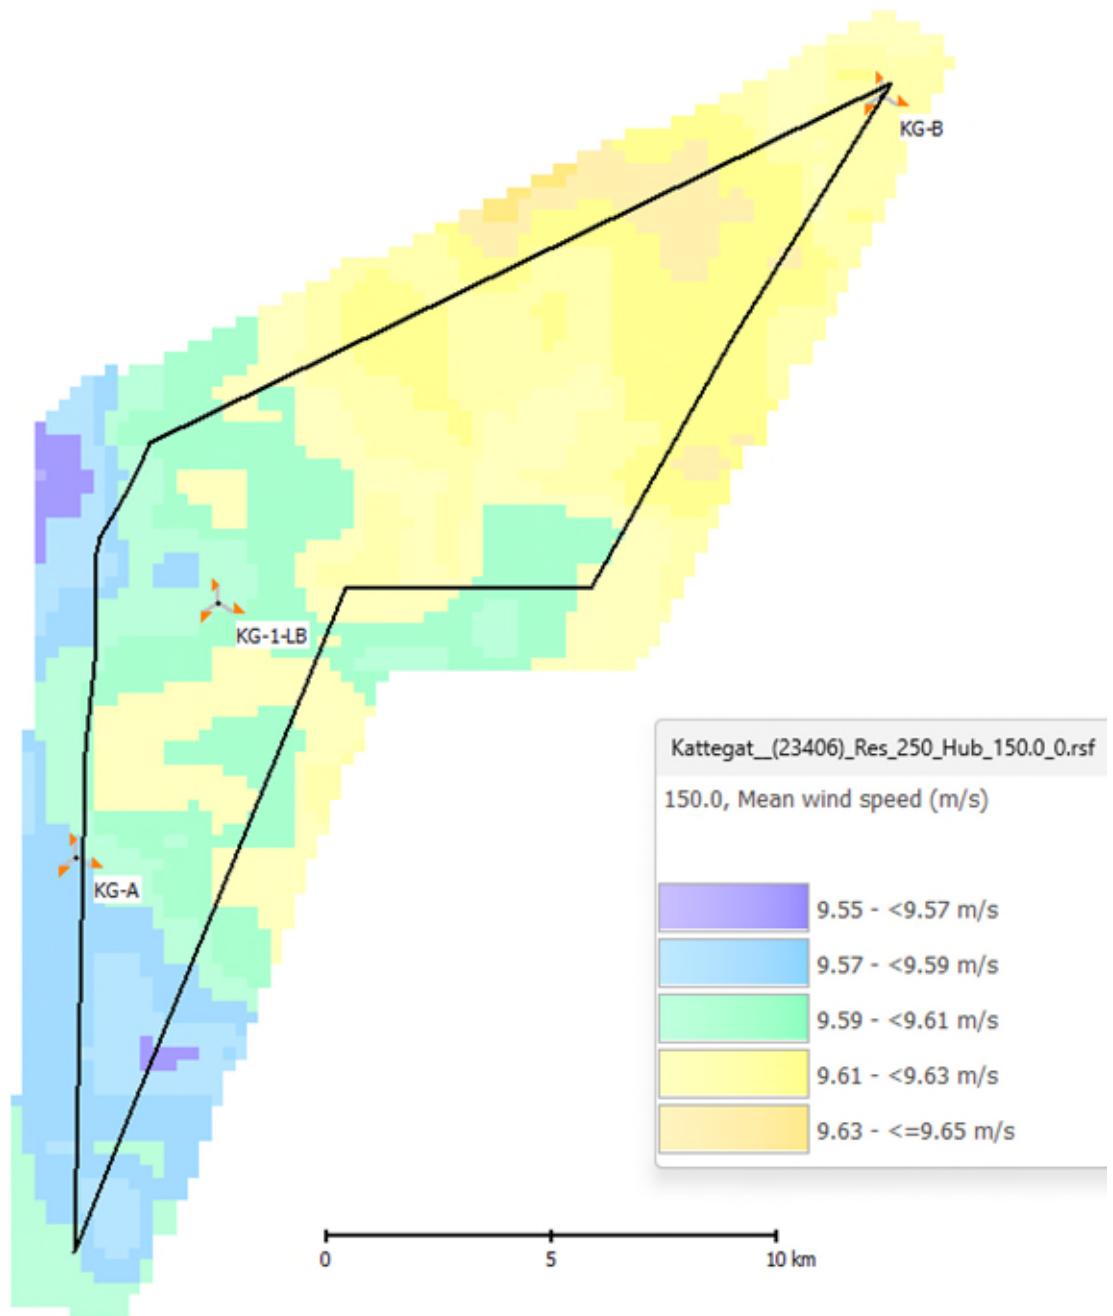 KG-B
KG-1-LB
KG-A
Kattegat__(23406)_Res_250_Hub_150.0_0.rsf
150.0, Mean wind speed (m/s)
9.55 - <9.57 m/s
9.57 - <9.59 m/s
9.59 - <9.61 m/s
9.61 - <9.63 m/s
9.63 - <=9.65 m/s
0 5 10 km